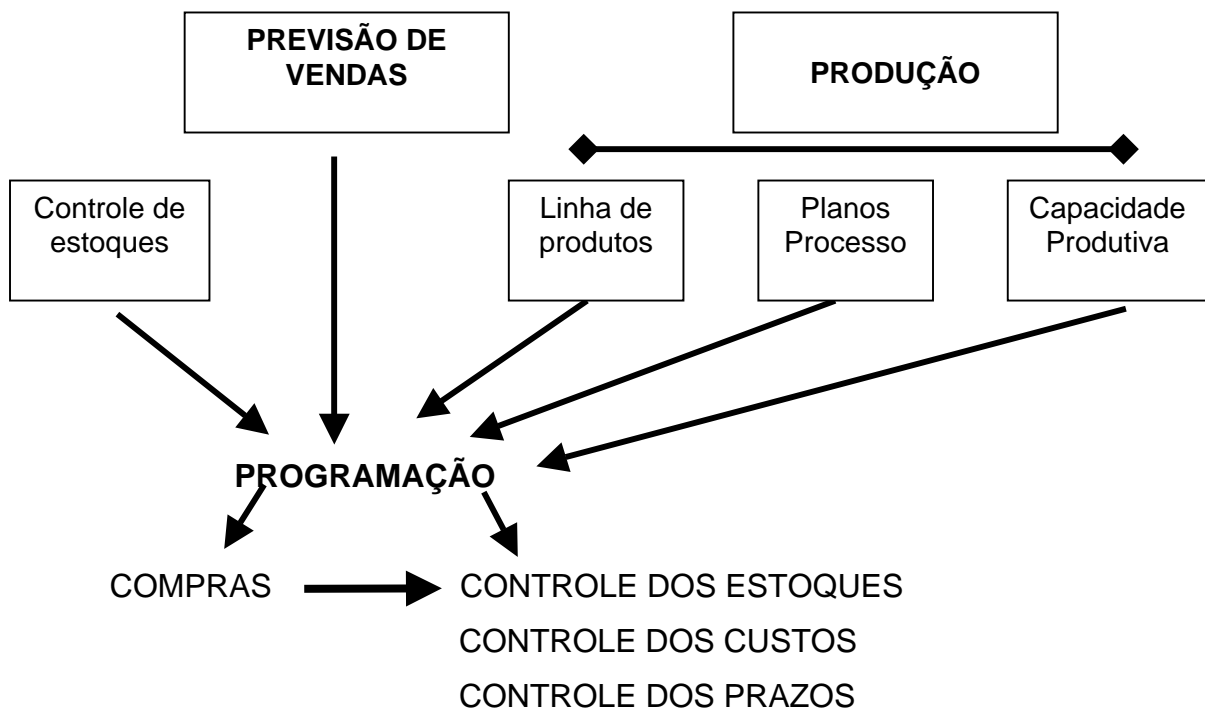 PREVISÃO DE
VENDAS
PRODUÇÃO
Controle de
estoques
Linha de
produtos
Planos
Processo
Capacidade
Produtiva
PROGRAMAÇÃO
COMPRAS
CONTROLE DOS ESTOQUES
CONTROLE DOS CUSTOS
CONTROLE DOS PRAZOS